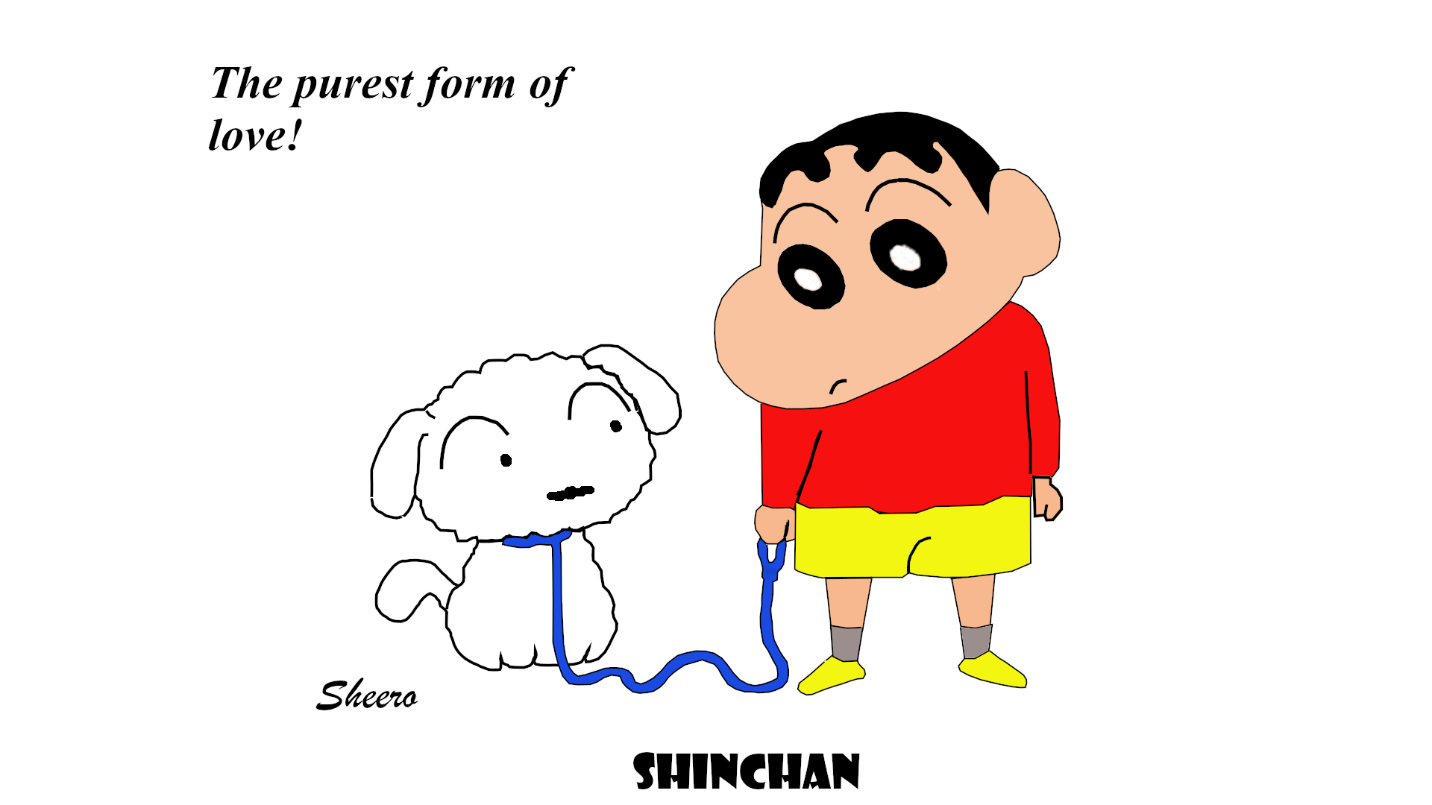 The purest form of
love!
Sheero
SHINCHAN